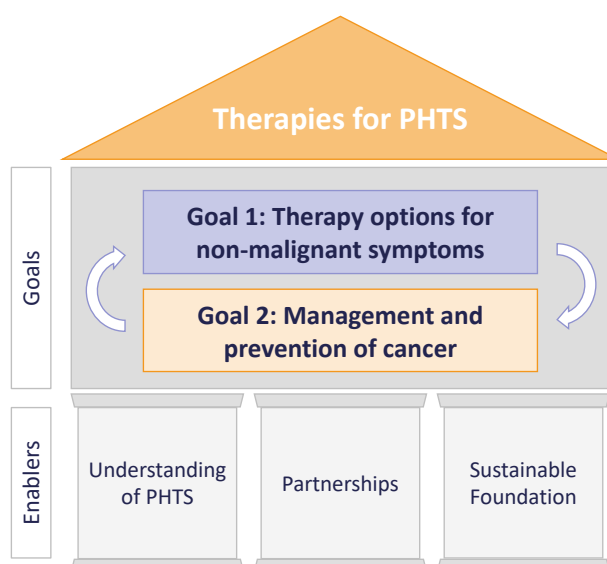 Therapies for PHTS
Goals
Goal 1: Therapy options for
non-malignant symptoms
Goal 2: Management and
prevention of cancer
Enablers
Understanding
of PHTS
Partnerships
Sustainable
Foundation